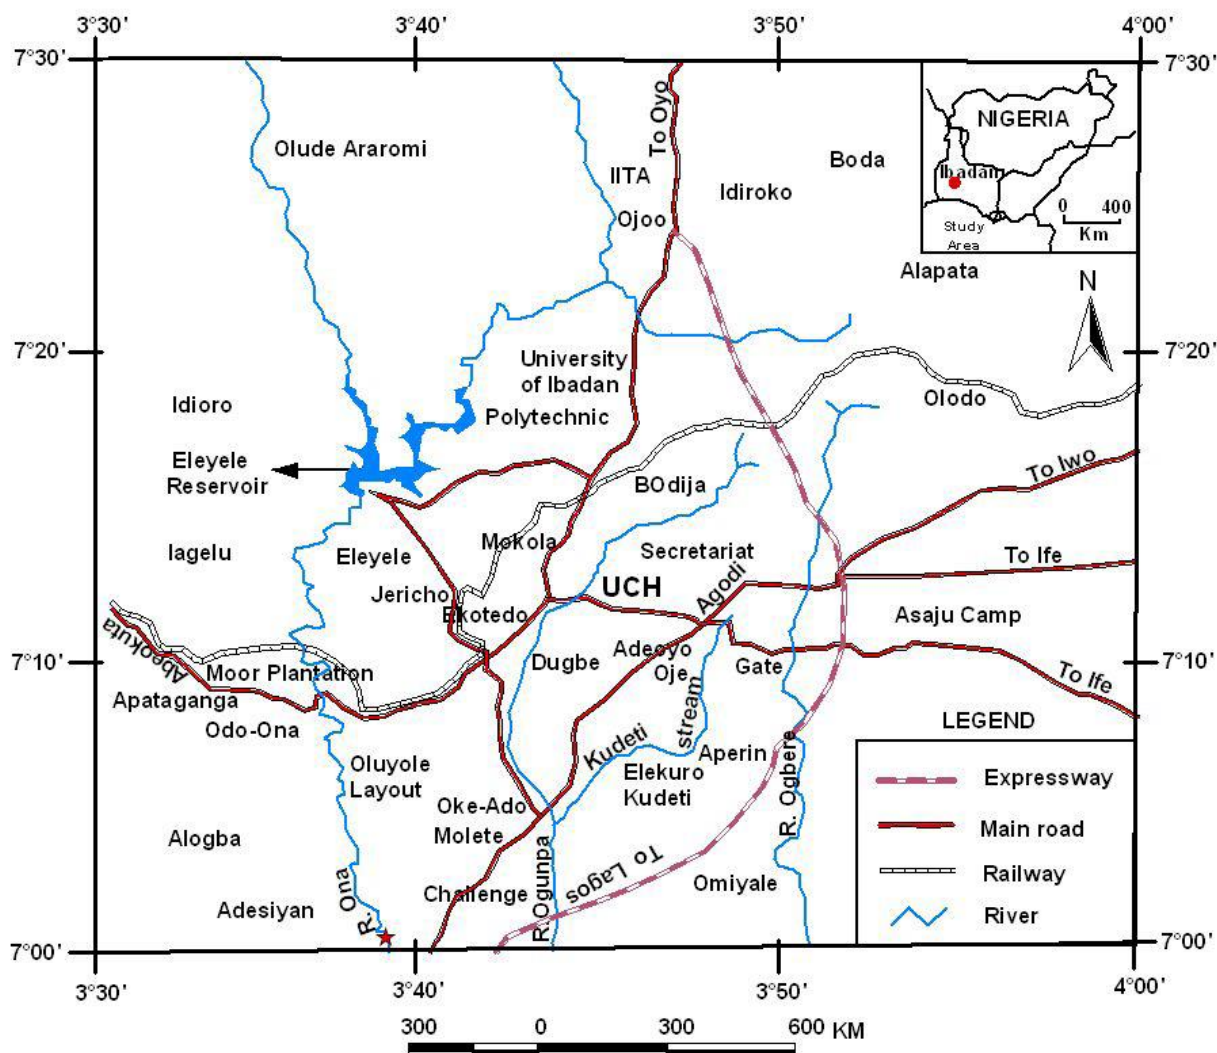 3°30'
3°40'
3°50'
4°00'
7°30'
7°30'
To Oyo
NIGERIA
Ibadan
0 400
Km
Study
Area
Olude Araromi
Boda
IITA
Idiroko
Ojoo
Alapata
N
7°20'
7°20'
University
of Ibadan
Polytechnic
Olodo
Idioro
Eleyele
Reservoir
To Iwo
BOdija
Iagelu
Eleyele
Mokola
Secretariat
To Ife
Jericho
UCH
Agodi
Ekotedo
Asaju Camp
Abeokuta
7°10'
7°10'
Moor Plantation
Dugbe
Adeoyo
Oje
Gate
To Ife
Apataganga
Odo-Ona
stream
Kudeti
Aperin
R. Ogbere
LEGEND
Oluyole
Layout
Elekuro
Kudeti
Expressway
Oke-Ado
Molete
Main road
Alogba
R. Ogunpa
To Lagos
Railway
R. Ona
Challenge
Omiyale
Adesiyan
River
7°00'
7°00'
3°30'
3°40'
3°50'
4°00'
300 0 300 600 KM